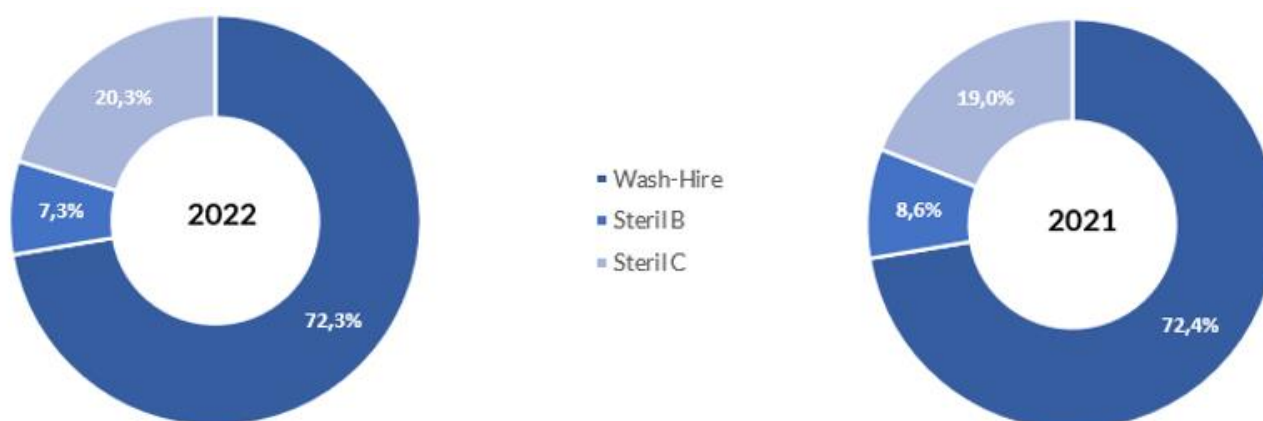 20,3%
7,3%
2022
72,3%
Wash-Hire
Steril B
Steril C
19,0%
8,6%
2021
72,4%